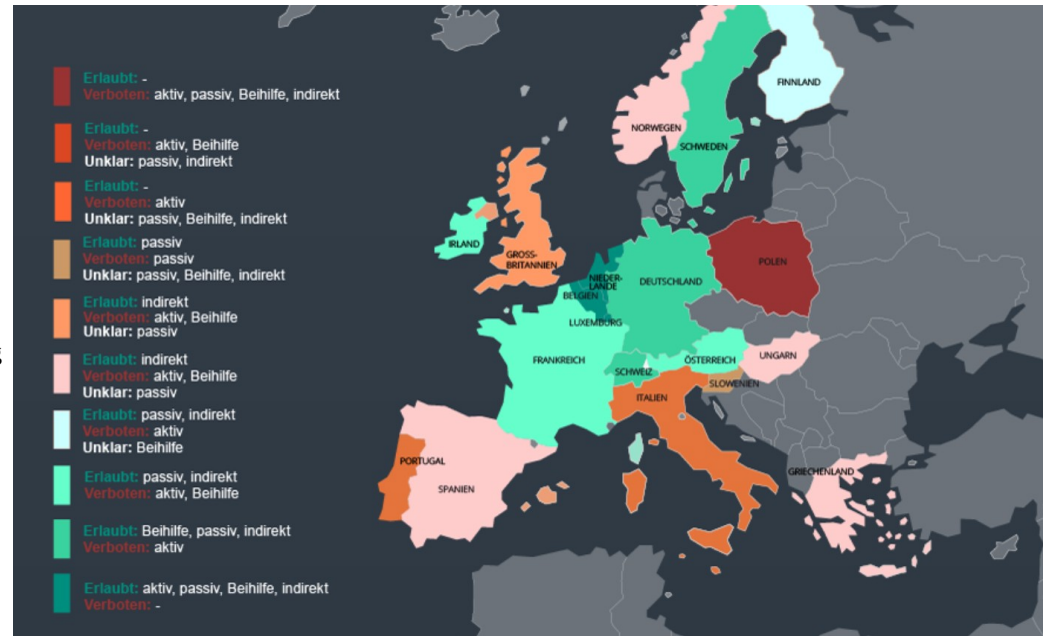 Erlaubt: -
Verboten: aktiv, passiv, Beihilfe, indirekt
Erlaubt: -
Verboten: aktiv, Beihilfe
Unklar: passiv, indirekt
Erlaubt: -
Verboten: aktiv
Unklar: passiv, Beihilfe, indirekt
Erlaubt: passiv
Verboten: passiv
Unklar: passiv, Beihilfe, indirekt
Erlaubt: indirekt
Verboten: aktiv, Beihilfe
Unklar: passiv
Erlaubt: indirekt
Verboten: aktiv, Beihilfe
Unklar: passiv
Erlaubt: passiv, indirekt
Verboten: aktiv
Unklar: Beihilfe
Erlaubt: passiv, indirekt
Verboten: aktiv, Beihilfe
Erlaubt: Beihilfe, passiv, indirekt
Verboten: aktiv
Erlaubt: aktiv, passiv, Beihilfe, indirekt
Verboten: -
FINNLAND
NORWEGEN
SCHWEDEN
IRLAND
GROSS-
BRITANNIEN
NIEDER-
LANDE
BELGIEN
LUXEMBURG
DEUTSCHLAND
POLEN
FRANKREICH
SCHWEIZ
ÖSTERREICH
UNGARN
SLOWENIEN
ITALIEN
PORTUGAL
SPANIEN
GRIECHENLAND